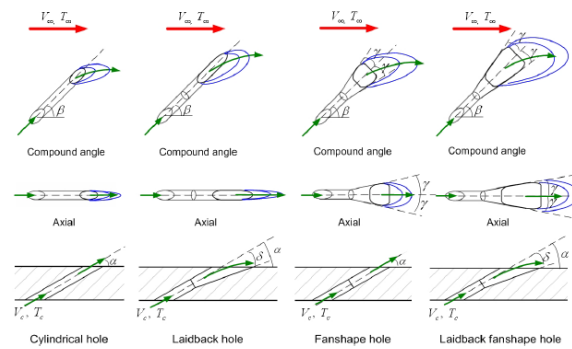 V∞, T∞ V∞, T∞ V∞, T∞ V∞, T∞
γ γ
γ γ
β β β β
Compound angle Compound angle Compound angle Compound angle
γ γ
γ γ
Axial Axial Axial Axial
α δ α α δ α
Vc, Tc Vc, Tc Vc, Tc Vc, Tc
Cylindrical hole Laidback hole Fanshape hole Laidback fanshape hole